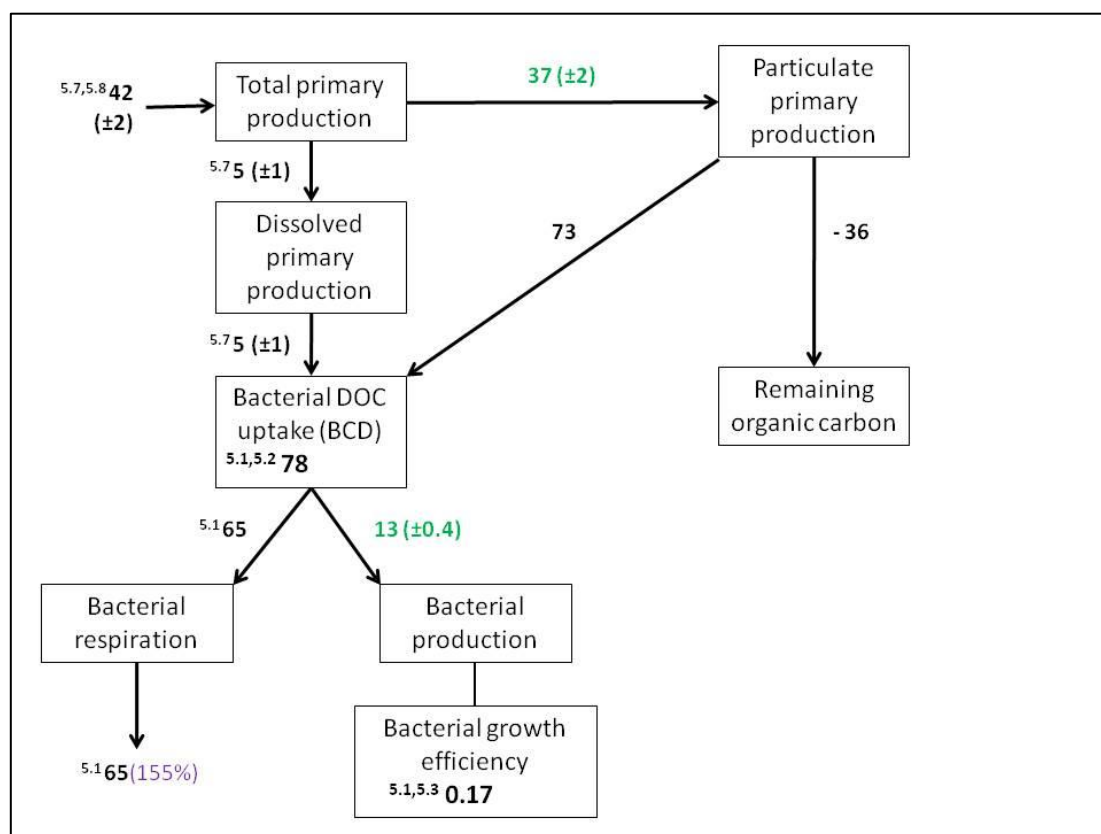 5.7,5.8 42
(±2)
Total primary
production
37 (±2)
Particulate
primary
production
5.7 5 (±1)
Dissolved
primary
production
73
- 36
5.7 5 (±1)
Bacterial DOC
uptake (BCD)
5.1,5.2 78
Remaining
organic carbon
5.1 65
13 (±0.4)
Bacterial
respiration
Bacterial
production
Bacterial growth
efficiency
5.1,5.3 0.17
5.1 65(155%)